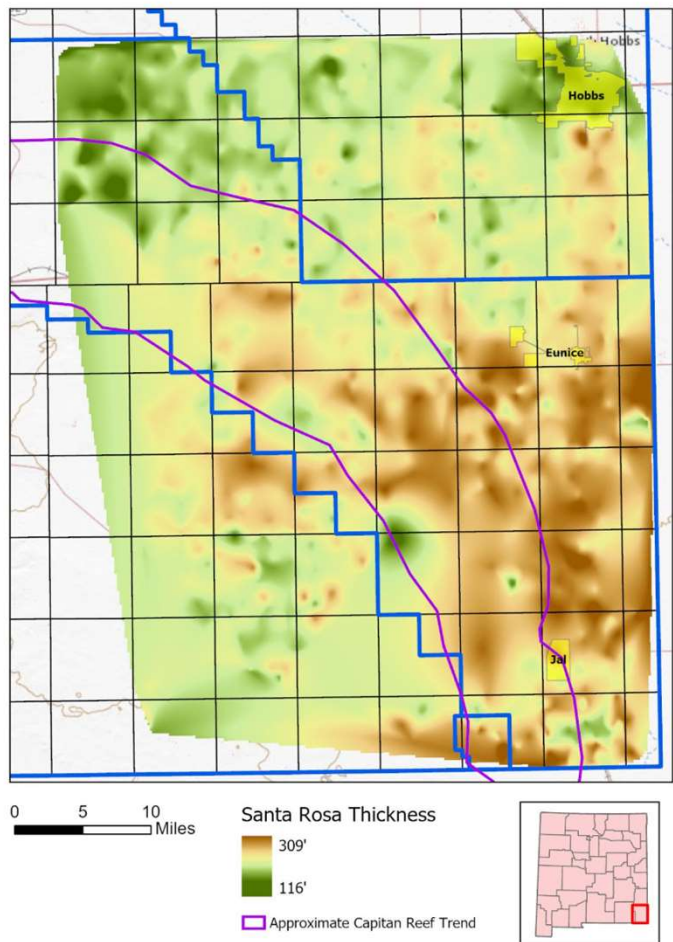 Hobbs
Hobbs
Eunice
Jal
0 5 10
Miles
Santa Rosa Thickness
309'
116'
Approximate Capitan Reef Trend